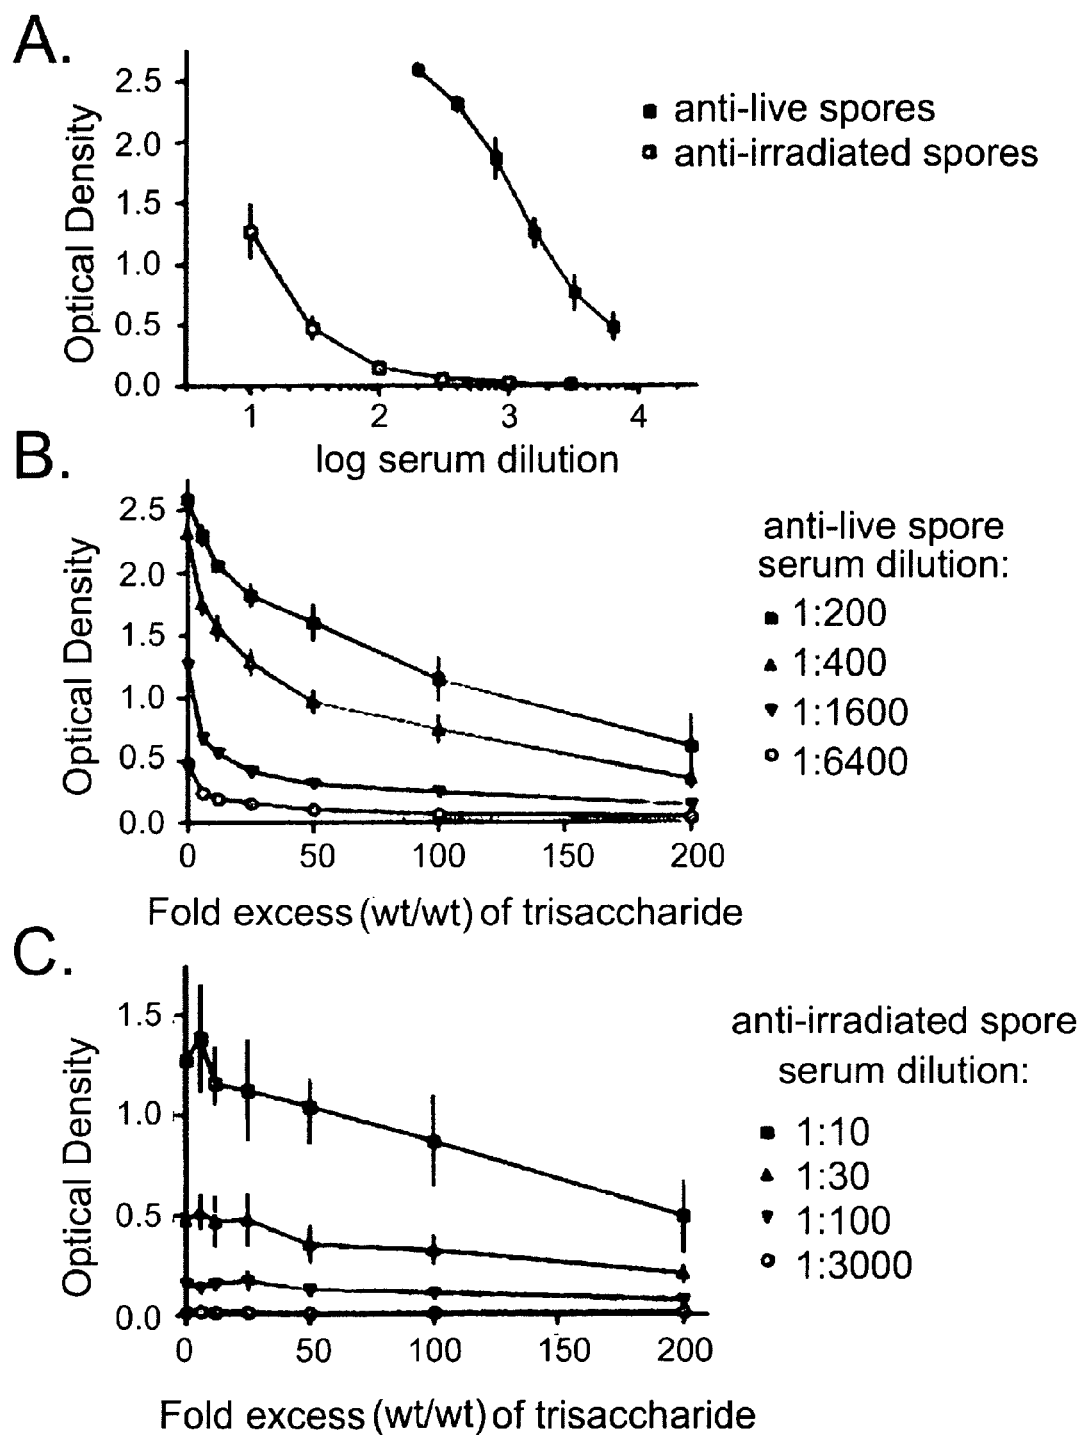 A.
Optical Density
2.5
2.0
1.5
1.0
0.5
0.0
1 2 3 4
log serum dilution
anti-live spores
anti-irradiated spores
B.
Optical Density
2.5
2.0
1.5
1.0
0.5
0.0
0 50 100 150 200
Fold excess (wt/wt) of trisaccharide
anti-live spore
serum dilution:
1:200
1:400
1:1600
1:6400
C.
Optical Density
1.5
1.0
0.5
0.0
0 50 100 150 200
Fold excess (wt/wt) of trisaccharide
anti-irradiated spore
serum dilution:
1:10
1:30
1:100
1:3000